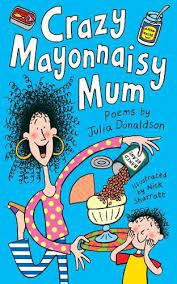 Crazy
Mayonnaisy
Mum
Poems by
Julia Donaldson
Illustrated by
Nick
Sharratt